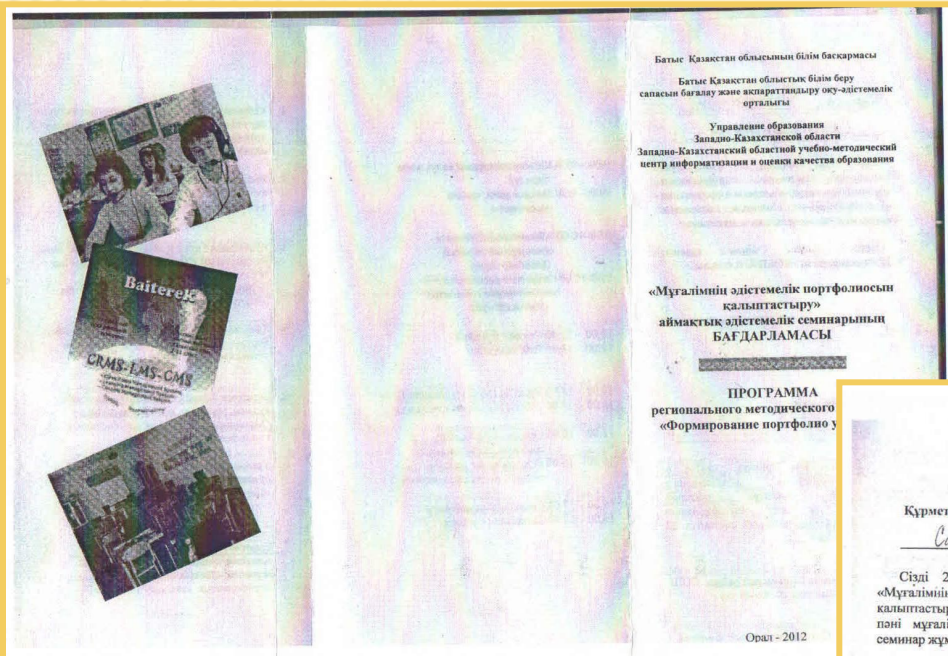 Baiterek
CRMS-LMS-CMS
Батыс Қазақстан облысының білім басқармасы
Батыс Қазақстан облыстық білім беру
сапасын бағалау және ақпараттандыру оқу-әдістемелік
орталығы
Управление образования
Западно-Казахстанской области
Западно-Казахстанский областной учебно-методический
центр информатизации и оценки качества образования
«Мұғалімнің әдістемелік портфолиосын
қалыптастыру»
аймақтық әдістемелік семинарының
БАҒДАРЛАМАСЫ
ПРОГРАММА
регионального методического
«Формирование портфолио у
Орал - 2012
Құрмет
Сізді 2
«Мұғалімнің
қалыптастыр
пәні мұғалі
семинар жұм